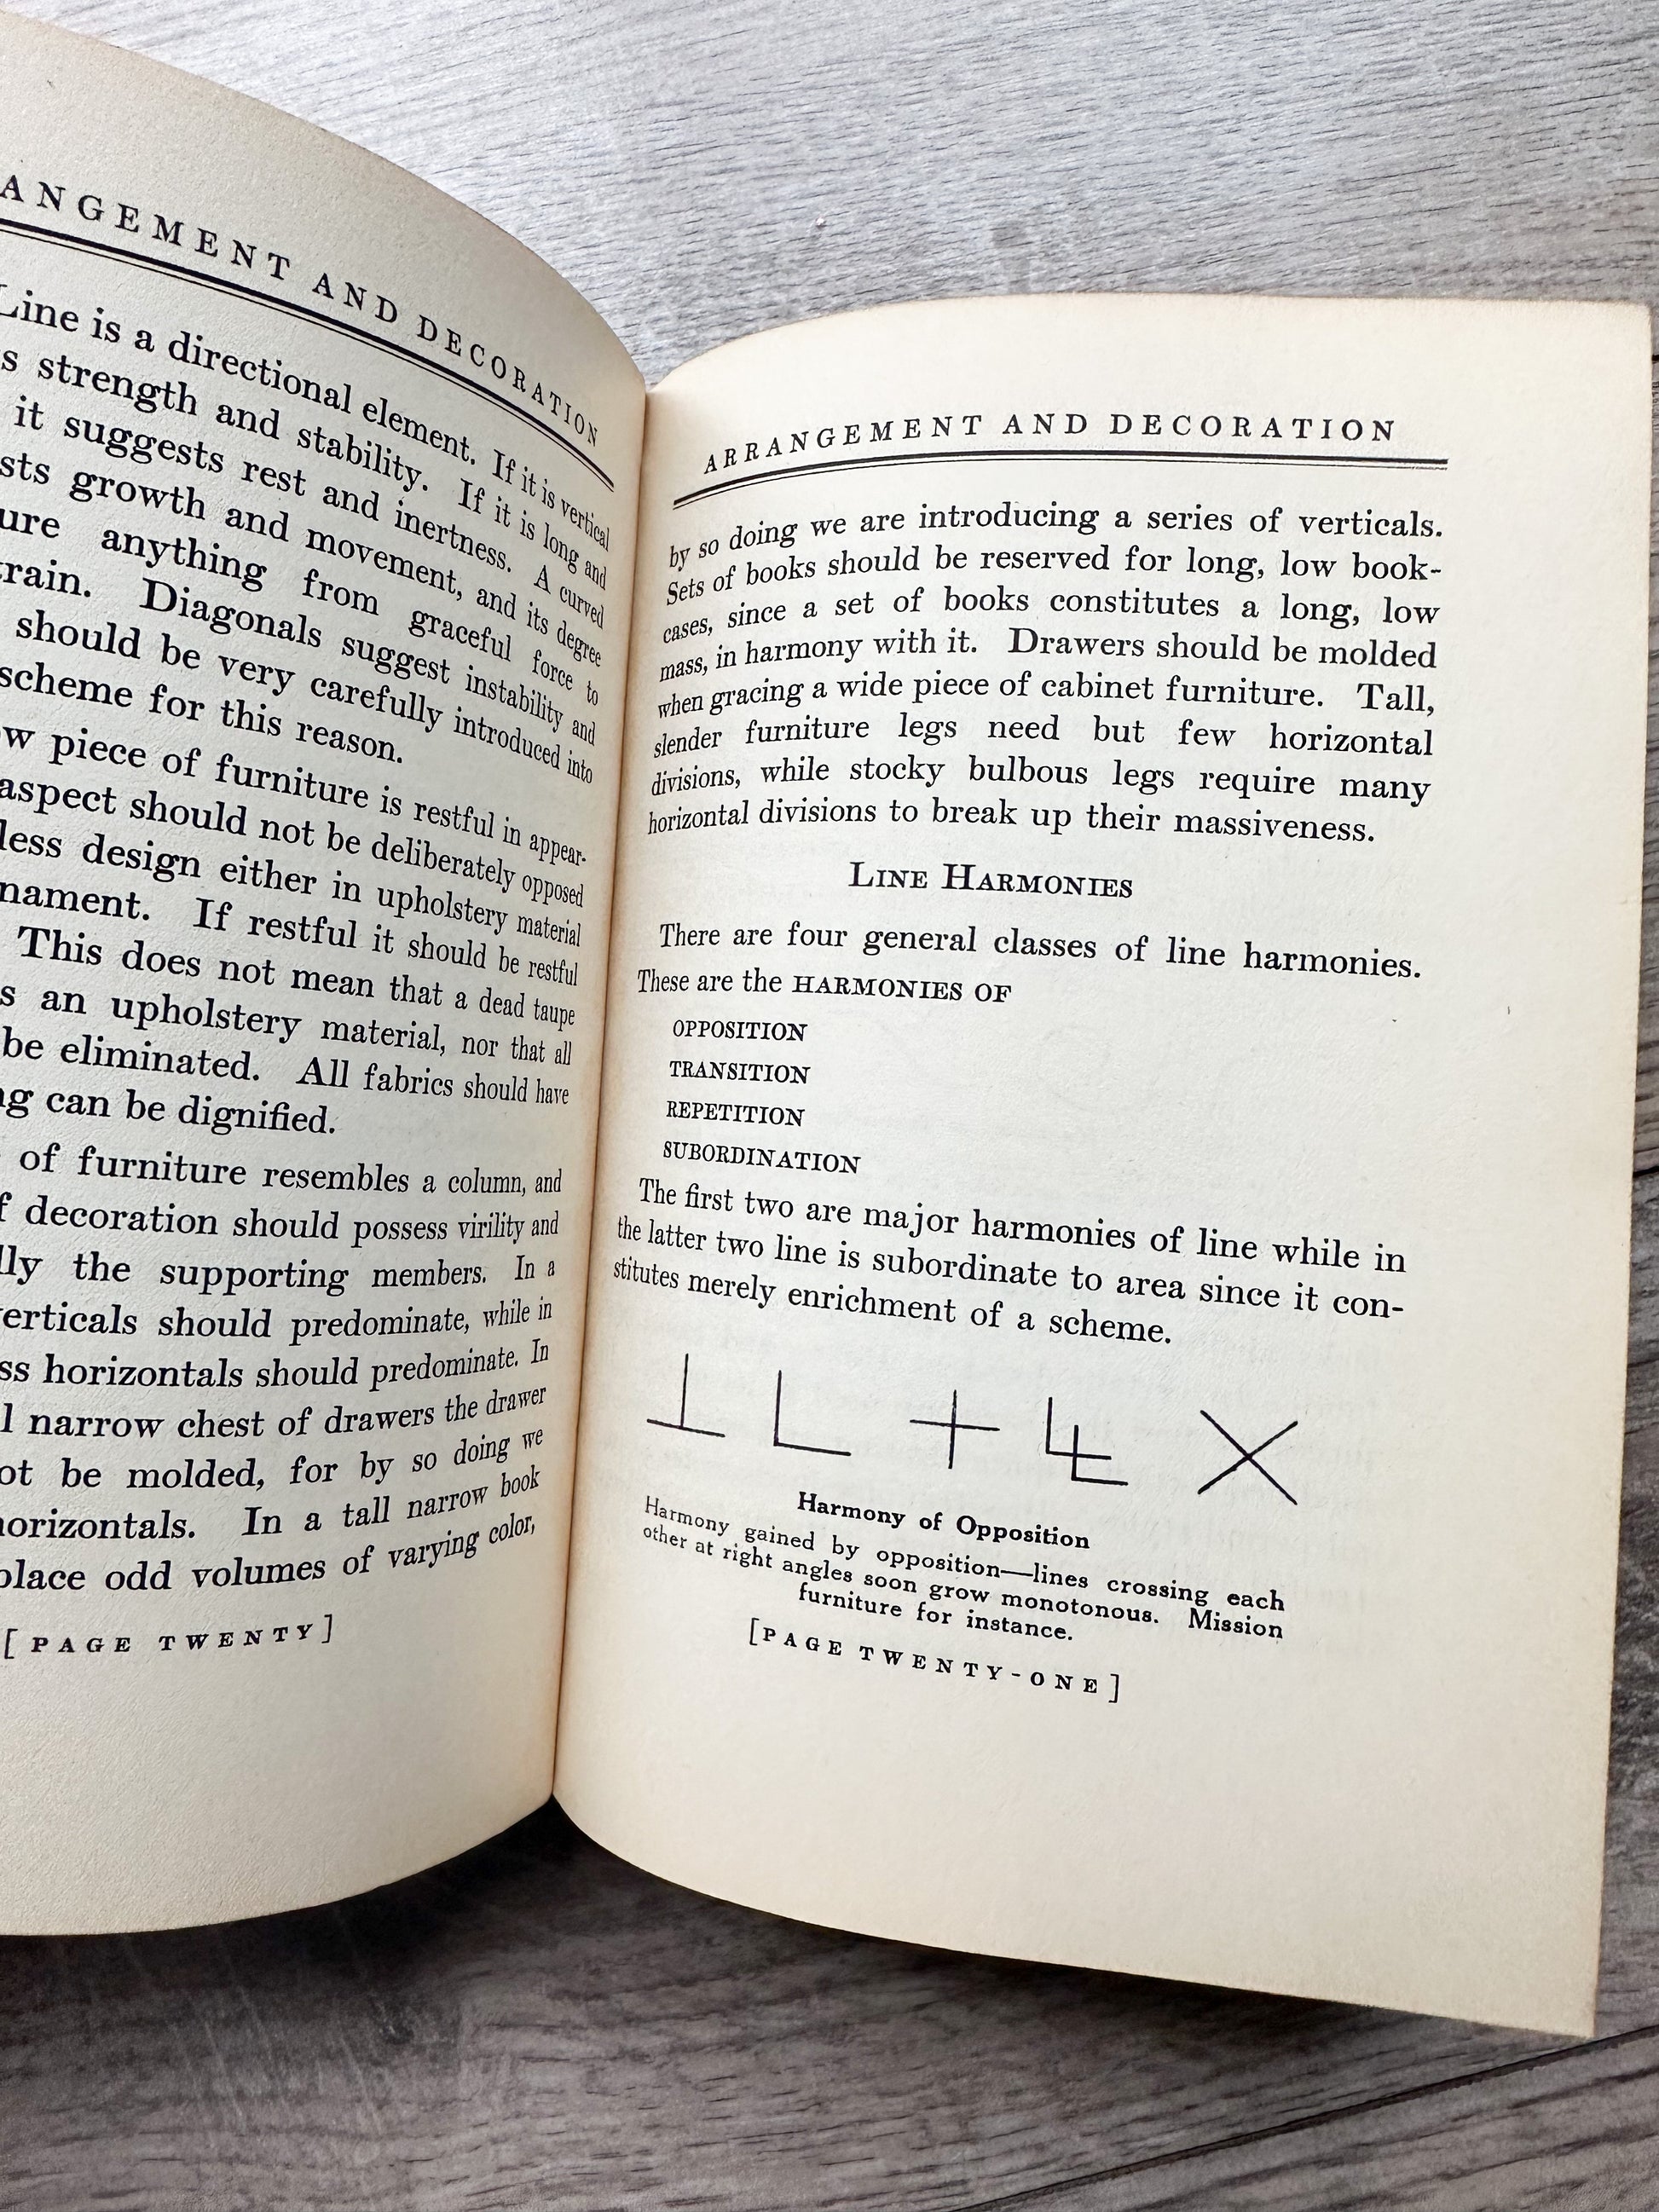 AND DECORATION
Line is a directional element. If it is vertical
strength and stability. If it is long and
it suggests rest and inertness. A curved
growth and movement, and its degree
anything from graceful force to
Diagonals suggest instability and
should be very carefully introduced into
scheme for this reason.
piece of furniture is restful in appear-
aspect should not be deliberately opposed
design either in upholstery material
If restful it should be restful
This does not mean that a dead taupe
an upholstery material, nor that all
be eliminated. All fabrics should have
can be dignified.
of furniture resembles a column, and
decoration should possess virility and
the supporting members. In a
verticals should predominate, while in
horizontals should predominate. In
narrow chest of drawers the drawer
be molded, for by so doing we
horizontals. In a tall narrow book
place odd volumes of varying color,
[PAGE TWENTY]
ARRANGEMENT AND DECORATION
by so doing we are introducing a series of verticals.
Sets of books should be reserved for long, low book-
cases, since a set of books constitutes a long, low
mass, in harmony with it. Drawers should be molded
when gracing a wide piece of cabinet furniture. Tall,
slender furniture legs need but few horizontal
divisions, while stocky bulbous legs require many
horizontal divisions to break up their massiveness.
LINE HARMONIES
There are four general classes of line harmonies.
These are the HARMONIES OF
OPPOSITION
TRANSITION
REPETITION
SUBORDINATION
The first two are major harmonies of line while in
the latter two line is subordinate to area since it con-
stitutes merely enrichment of a scheme.
Harmony of Opposition
Harmony gained by opposition—lines crossing each
other at right angles soon grow monotonous. Mission
furniture for instance.
[PAGE TWENTY-ONE]